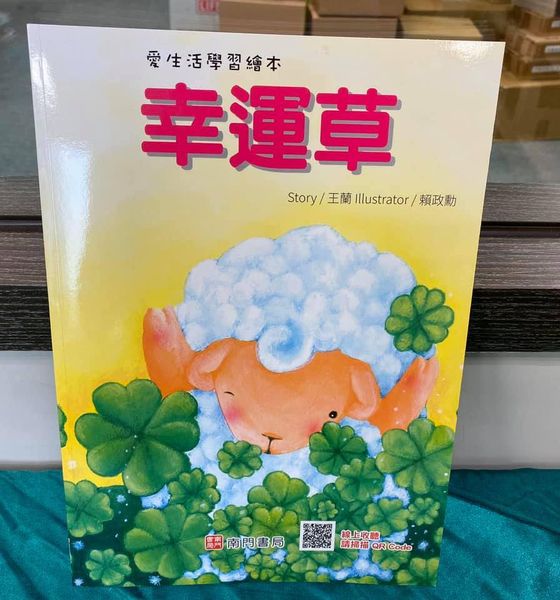 愛生活學習繪本
幸運草
Story / 王蘭 Illustrator / 賴政勳
南門書局
線上收聽
請掃描 QR Code